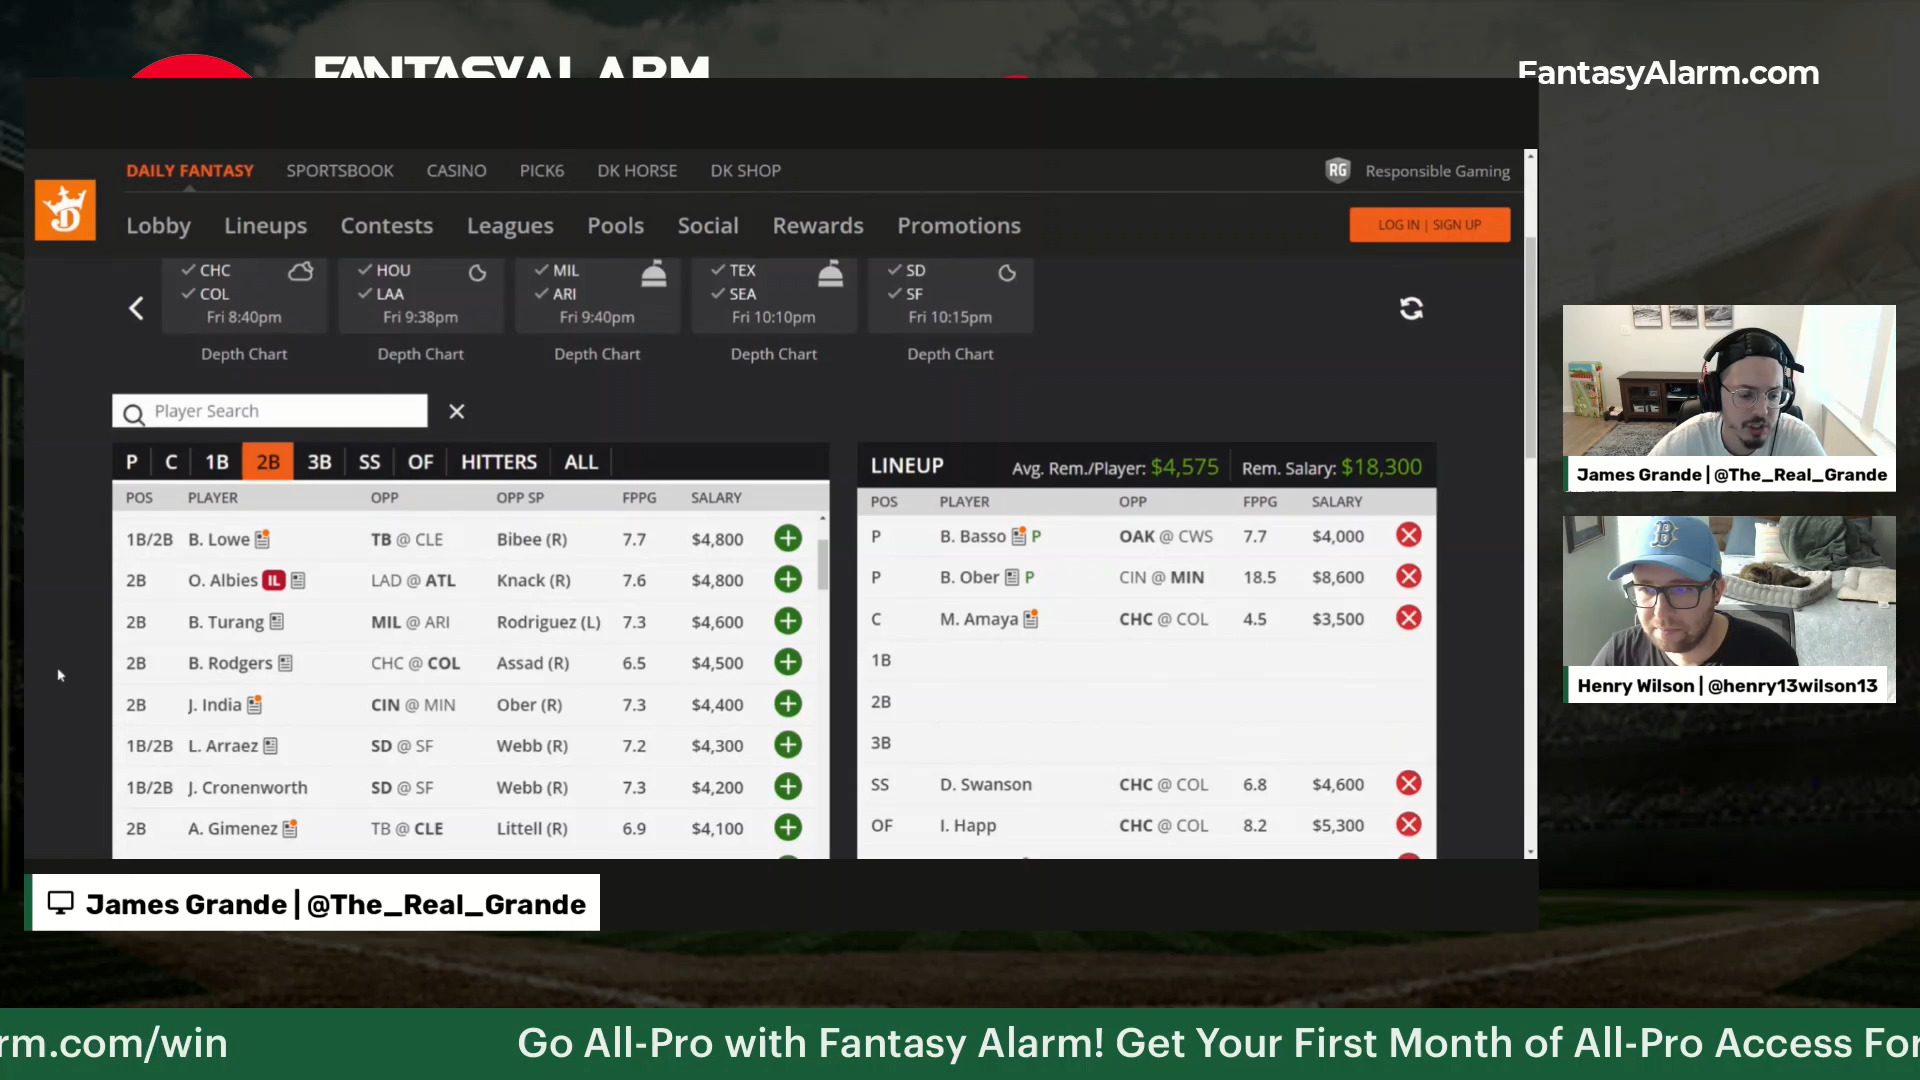 FANTASYALARM
FantasyAlarm.com
DAILY FANTASY SPORTSBOOK CASINO PICK6 DK HORSE DK SHOP
RG Responsible Gaming
Lobby Lineups Contests Leagues Pools Social Rewards Promotions
LOG IN | SIGN UP
CHC HOU MIL TEX SD
COL LAA ARI SEA SF
Fri 8:40pm Fri 9:38pm Fri 9:40pm Fri 10:10pm Fri 10:15pm
Depth Chart Depth Chart Depth Chart Depth Chart Depth Chart
Player Search
P C 1B 2B 3B SS OF HITTERS ALL
POS PLAYER OPP OPP SP FPPG SALARY
1B/2B B. Lowe TB @ CLE Bibee (R) 7.7 $4,800
2B O. Albies IL LAD @ ATL Knack (R) 7.6 $4,800
2B B. Turang MIL @ ARI Rodriguez (L) 7.3 $4,600
2B B. Rodgers CHC @ COL Assad (R) 6.5 $4,500
2B J. India CIN @ MIN Ober (R) 7.3 $4,400
1B/2B L. Arraez SD @ SF Webb (R) 7.2 $4,300
1B/2B J. Cronenworth SD @ SF Webb (R) 7.3 $4,200
2B A. Gimenez TB @ CLE Littell (R) 6.9 $4,100
LINEUP Avg. Rem./Player: $4,575 Rem. Salary: $18,300
POS PLAYER OPP FPPG SALARY
P B. Basso P OAK @ CWS 7.7 $4,000
P B. Ober P CIN @ MIN 18.5 $8,600
C M. Amaya CHC @ COL 4.5 $3,500
1B
2B
3B
SS D. Swanson CHC @ COL 6.8 $4,600
OF I. Happ CHC @ COL 8.2 $5,300
James Grande | @The_Real_Grande
Henry Wilson | @henry13wilson13
James Grande | @The_Real_Grande
rm.com/win Go All-Pro with Fantasy Alarm! Get Your First Month of All-Pro Access For